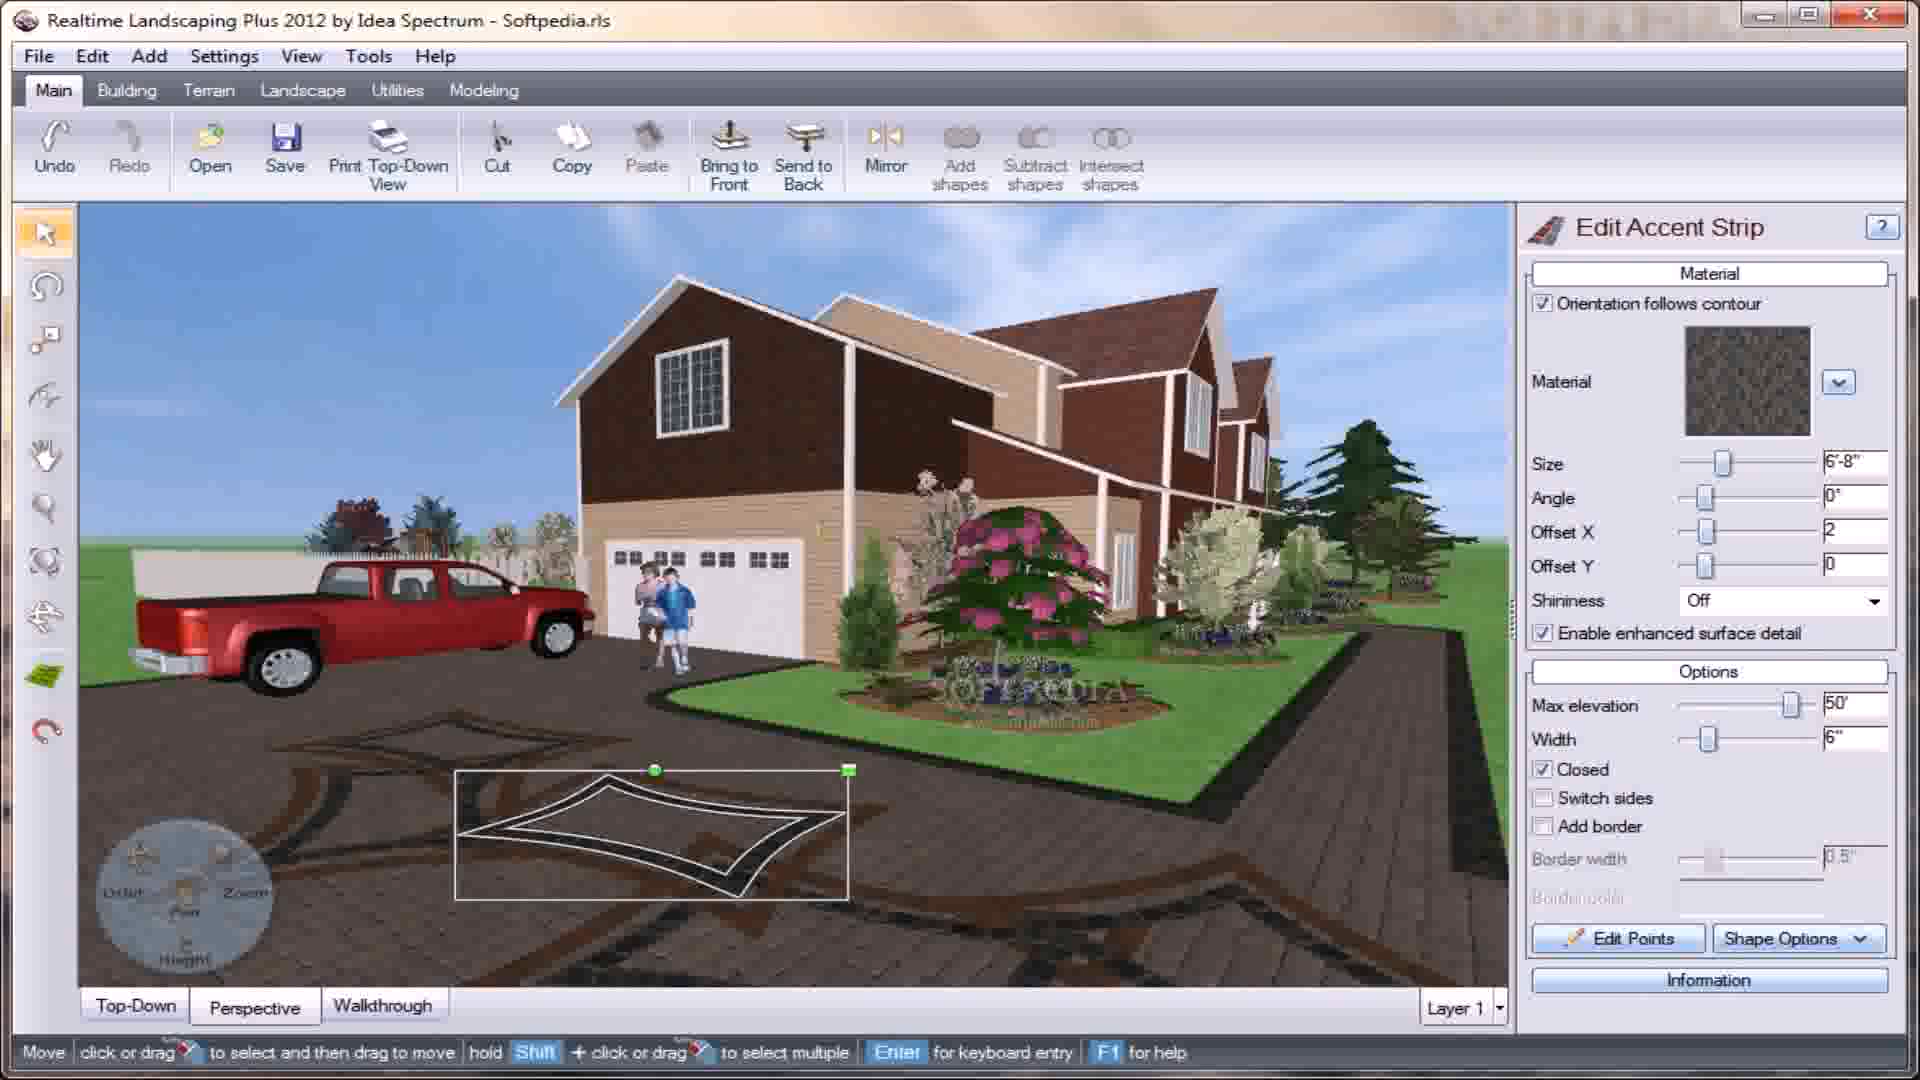 Realtime Landscaping Plus 2012 by Idea Spectrum - Softpedia.rls
File Edit Add Settings View Tools Help
Main Building Terrain Landscape Utilities Modeling
Undo Redo Open Save Print Top-Down View Cut Copy Paste Bring to Front Send to Back Mirror Add shapes Subtract shapes Intersect shapes
Edit Accent Strip ?
Material
Orientation follows contour
Material
Size 6'-8"
Angle 0°
Offset X 2
Offset Y 0
Shininess Off
Enable enhanced surface detail
Options
Max elevation 50'
Width 6"
Closed
Switch sides
Add border
Border width 0.5"
Border color
Edit Points Shape Options
Information
SOFTPEDIA
Orbit Zoom
Pan
Height
Top-Down Perspective Walkthrough
Layer 1
Move click or drag to select and then drag to move hold Shift + click or drag to select multiple Enter for keyboard entry F1 for help